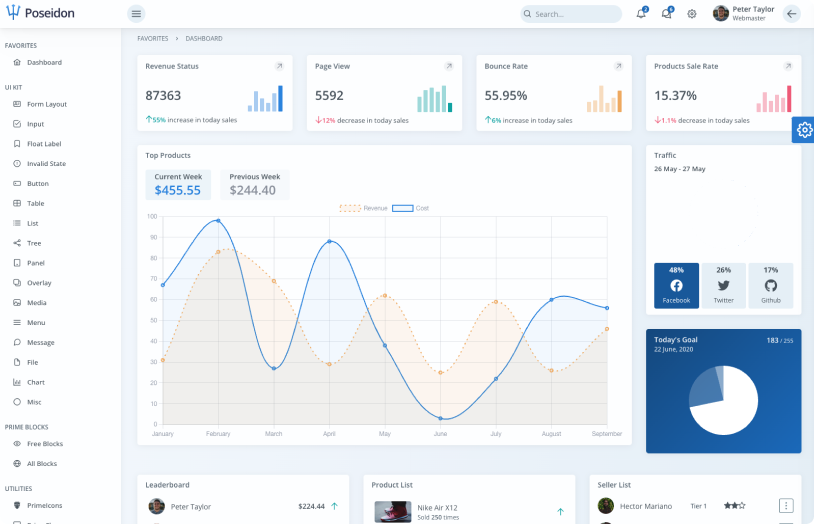 Poseidon
Search...
2
5
Peter Taylor
Webmaster
FAVORITES
Dashboard
UI KIT
Form Layout
Input
Float Label
Invalid State
Button
Table
List
Tree
Panel
Overlay
Media
Menu
Message
File
Chart
Misc
PRIME BLOCKS
Free Blocks
All Blocks
UTILITIES
PrimeIcons
FAVORITES > DASHBOARD
Revenue Status
87363
55% increase in today sales
Page View
5592
12% decrease in today sales
Bounce Rate
55.95%
6% increase in today sales
Products Sale Rate
15.37%
1.1% decrease in today sales
Top Products
Current Week
$455.55
Previous Week
$244.40
Revenue Cost
100
90
80
70
60
50
40
30
20
10
0
January February March April May June July August September
Traffic
26 May - 27 May
48%
Facebook
26%
Twitter
17%
Github
Today's Goal
22 June, 2020
183 / 255
Leaderboard
Peter Taylor
$224.44
Product List
Nike Air X12
Sold 250 times
Seller List
Hector Mariano
Tier 1